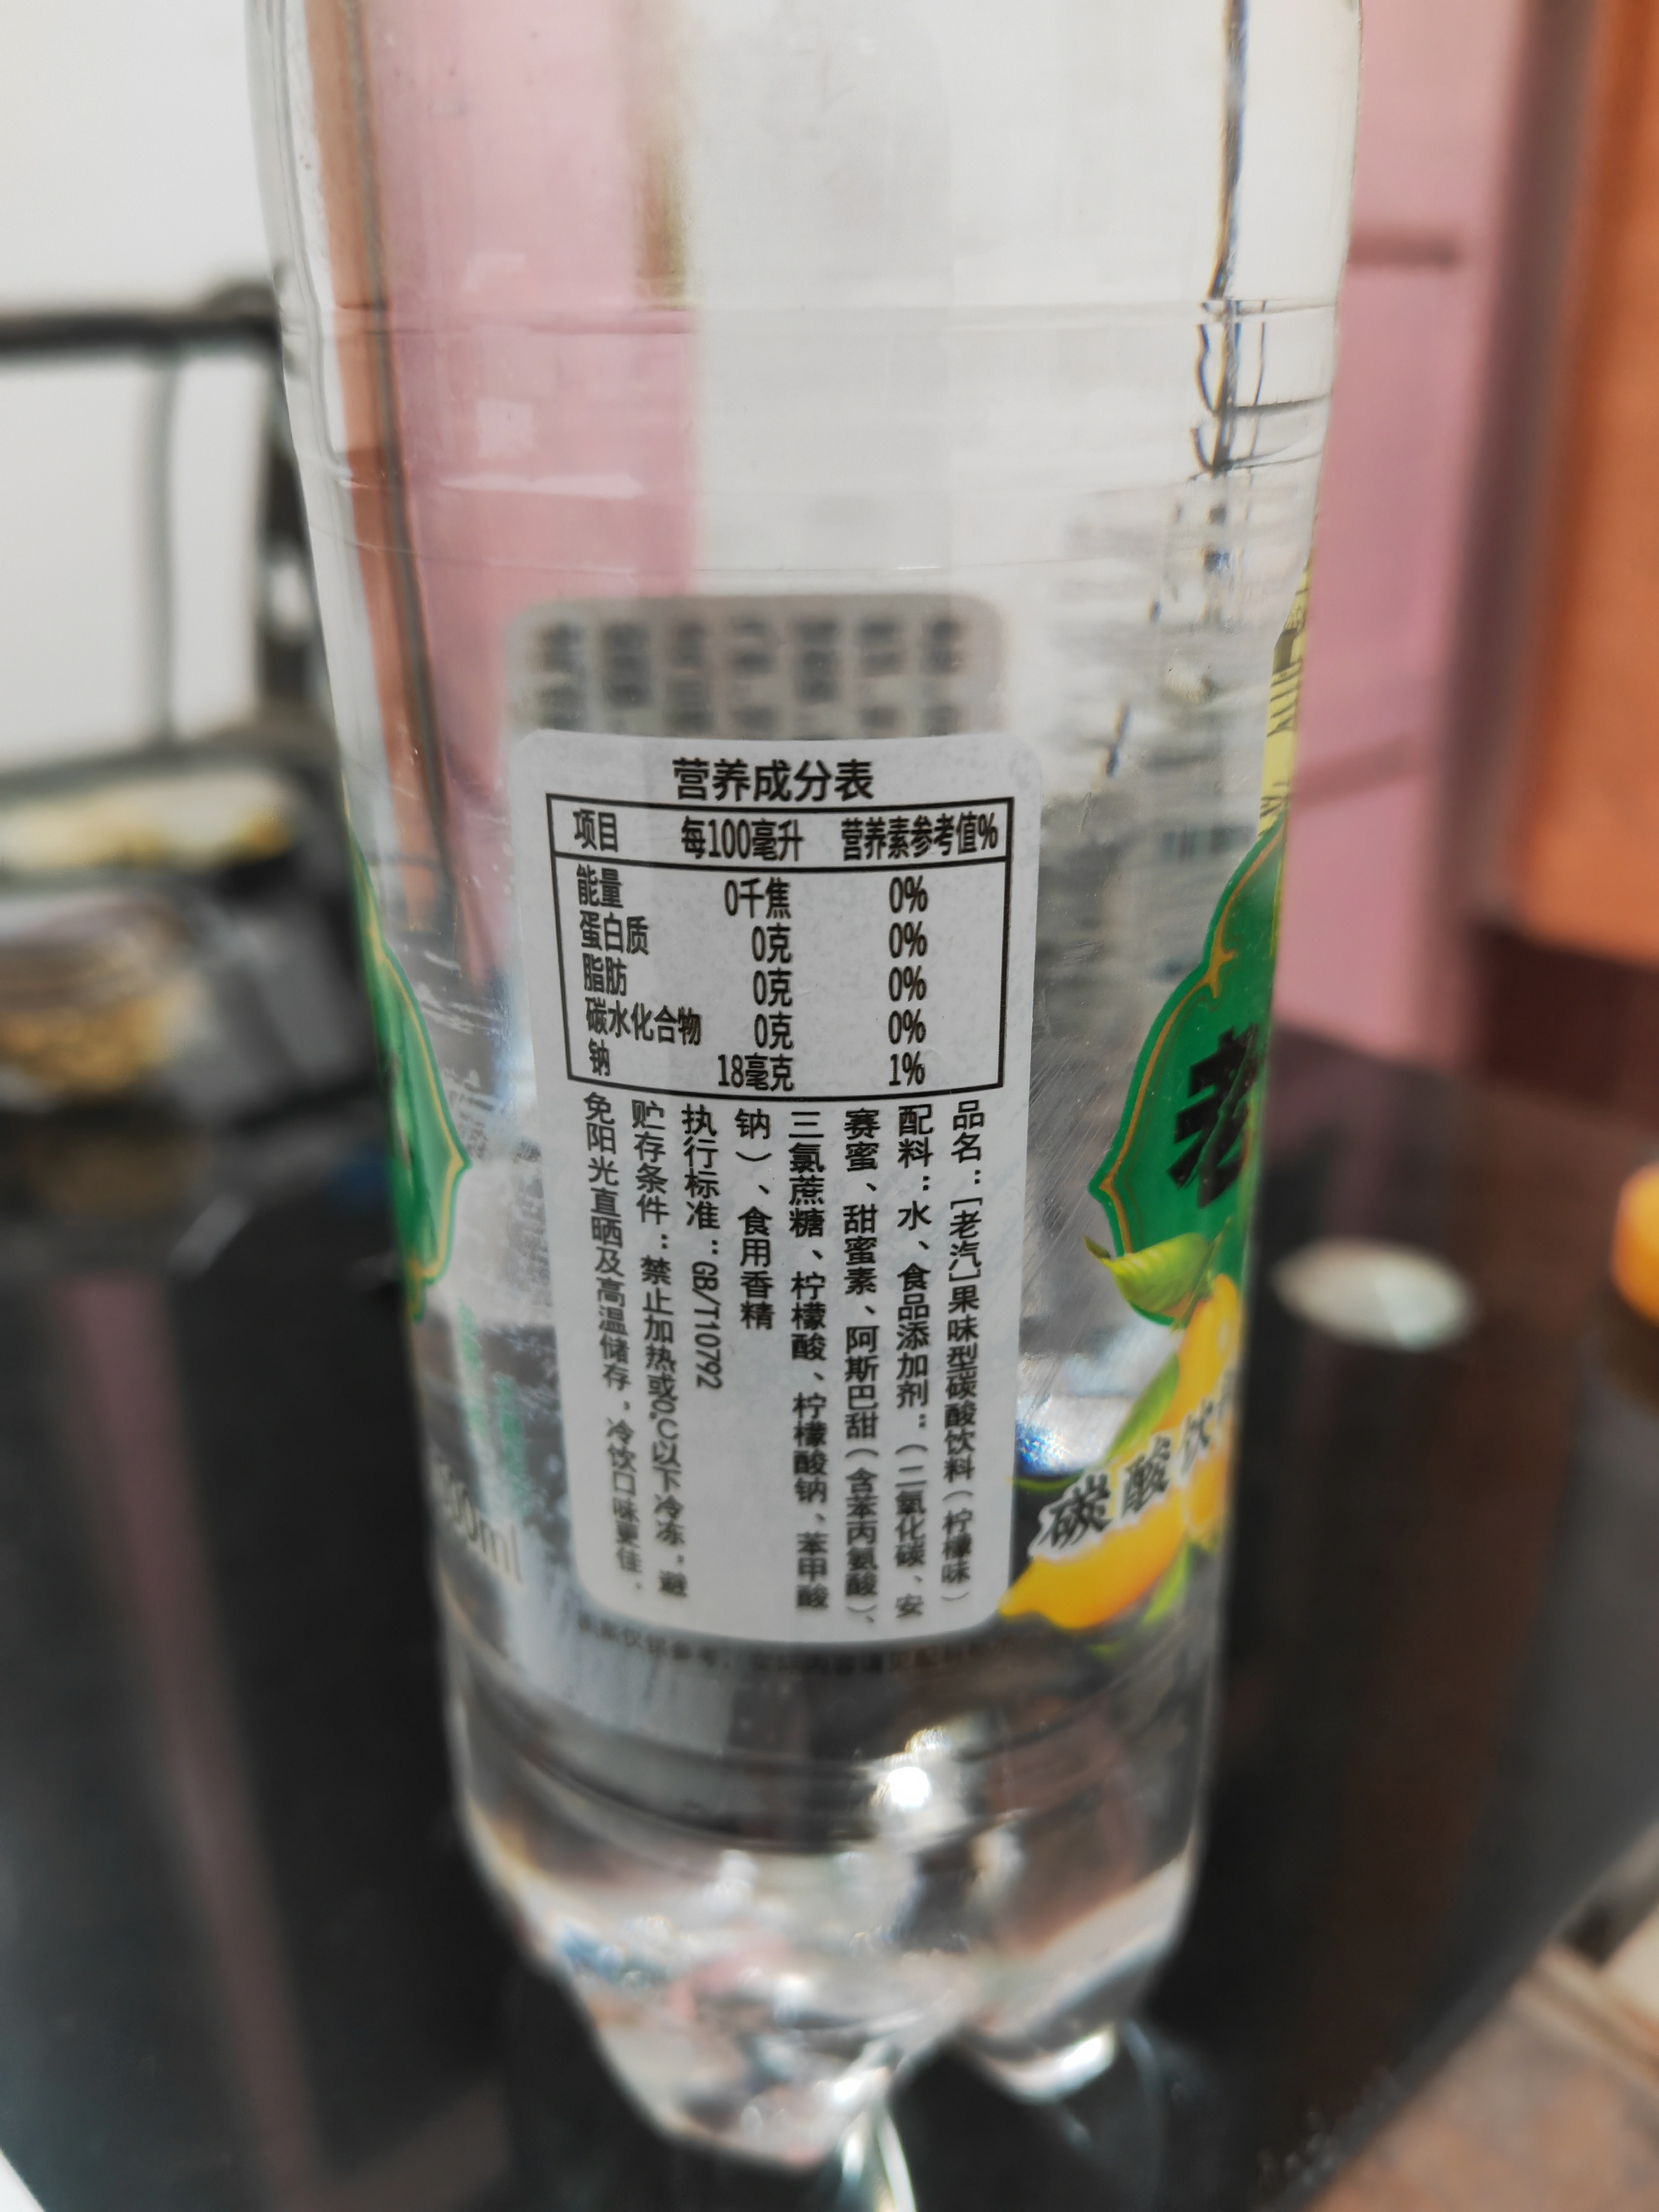 营养成分表
项目 每100毫升 营养素参考值%
能量 0千焦 0%
蛋白质 0克 0%
脂肪 0克 0%
碳水化合物 0克 0%
钠 18毫克 1%
品名：[老汽]果味型碳酸饮料（柠檬味）
配料：水、食品添加剂：（二氧化碳、安
赛蜜、甜蜜素、阿斯巴甜（含苯丙氨酸）、
三氯蔗糖、柠檬酸、柠檬酸钠、苯甲酸
钠）、食用香精
执行标准：GB/T10792
贮存条件：禁止加热或0℃以下冷冻，避
免阳光直晒及高温储存，冷饮口味更佳。
老
碳酸饮